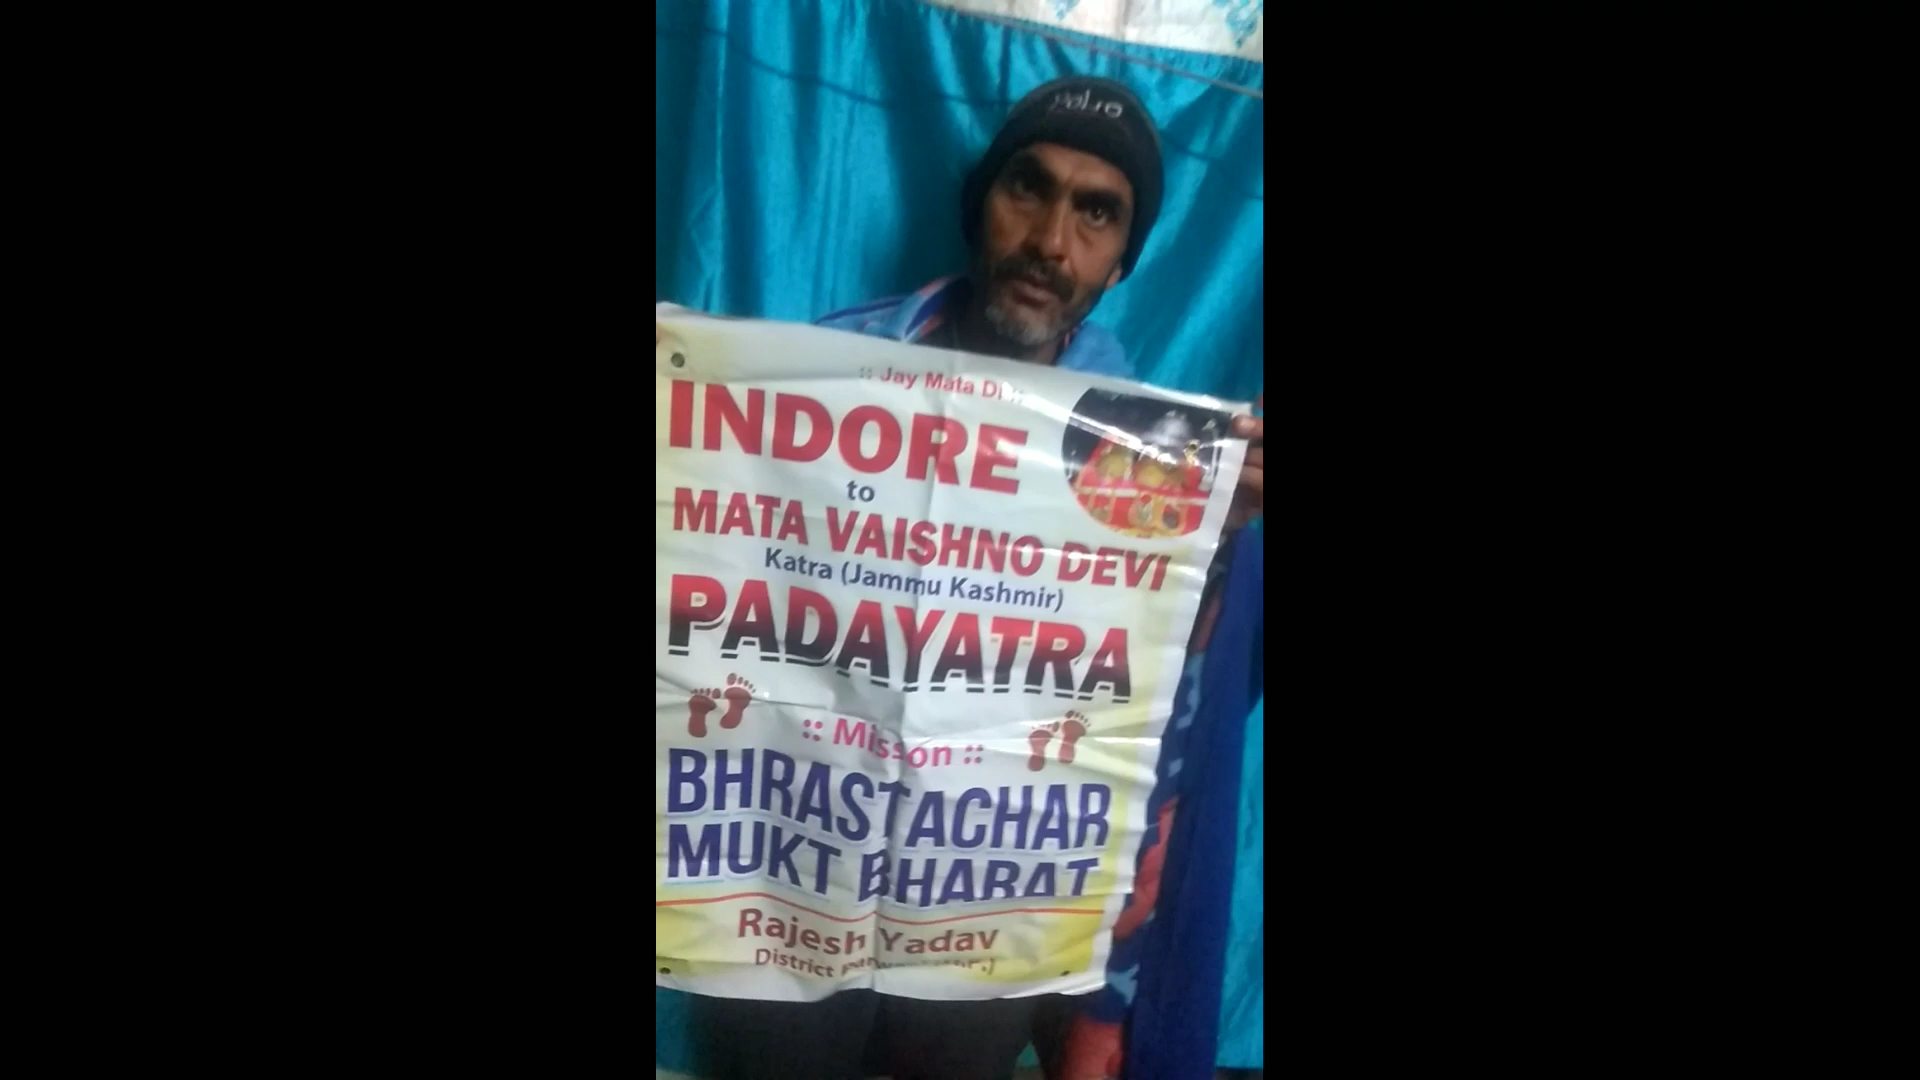 :: Jay Mata Di ::
INDORE
to
MATA VAISHNO DEVI
Katra (Jammu Kashmir)
PADAYATRA
:: Misson ::
BHRASTACHAR
MUKT BHARAT
Rajesh Yadav
District